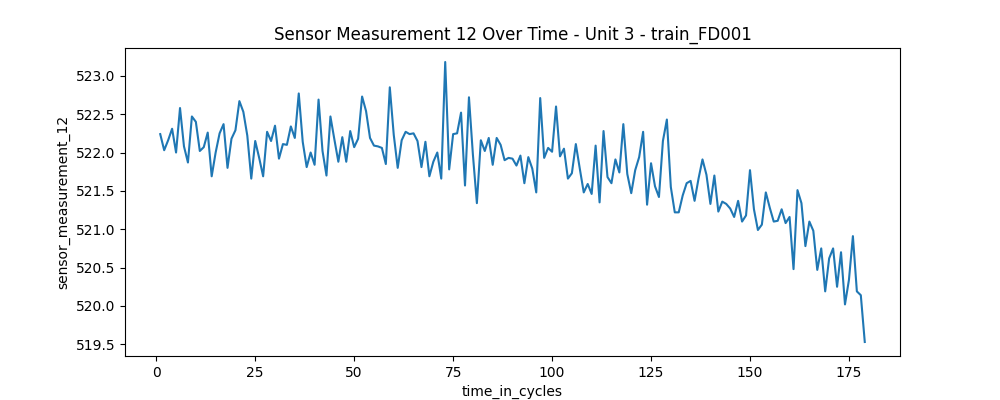 Sensor Measurement 12 Over Time - Unit 3 - train_FD001
sensor_measurement_12
523.0
522.5
522.0
521.5
521.0
520.5
520.0
519.5
0 25 50 75 100 125 150 175
time_in_cycles